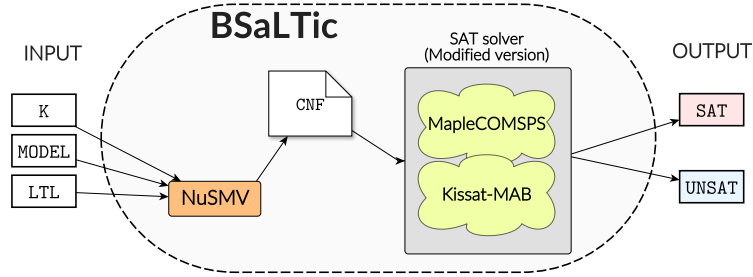 BSaLTic
INPUT
SAT solver
(Modified version)
OUTPUT
K
MODEL
LTL
NuSMV
CNF
MapleCOMSPS
Kissat-MAB
SAT
UNSAT